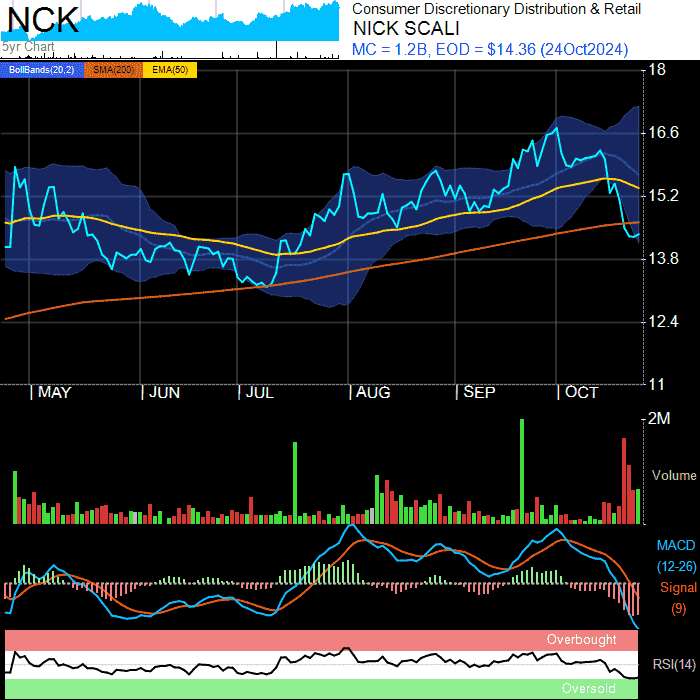 NCK
5yr Chart
Consumer Discretionary Distribution & Retail
NICK SCALI
MC = 1.2B, EOD = $14.36 (24Oct2024)
BollBands(20,2) SMA(200) EMA(50)
18
16.6
15.2
13.8
12.4
11
MAY JUN JUL AUG SEP OCT
2M
Volume
MACD
(12-26)
Signal
(9)
Overbought
RSI(14)
Oversold